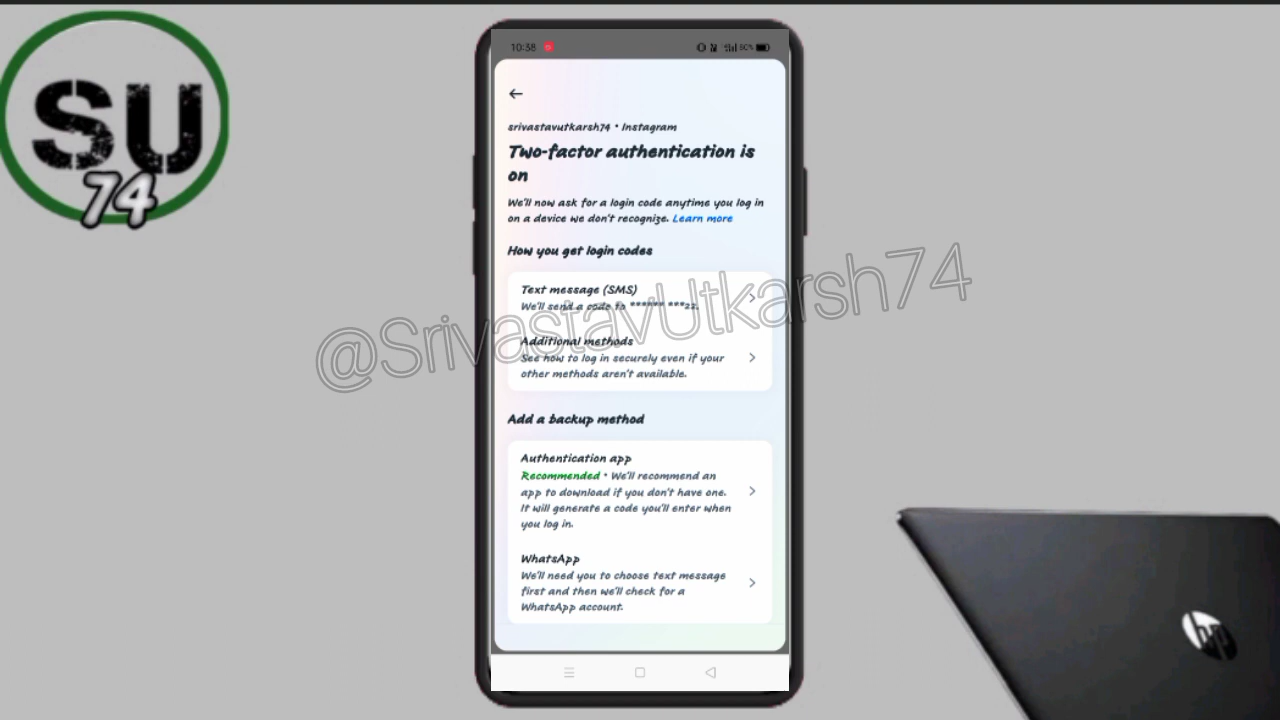 SU
74
10:38
80%
←
srivastavutkarsh74 • Instagram
Two-factor authentication is
on
We'll now ask for a login code anytime you log in
on a device we don't recognize. Learn more
How you get login codes
Text message (SMS)
We'll send a code to ****** ***22.
Additional methods
See how to log in securely even if your
other methods aren't available.
@SrivastavUtkarsh74
Add a backup method
Authentication app
Recommended • We'll recommend an
app to download if you don't have one.
It will generate a code you'll enter when
you log in.
WhatsApp
We'll need you to choose text message
first and then we'll check for a
WhatsApp account.
hp